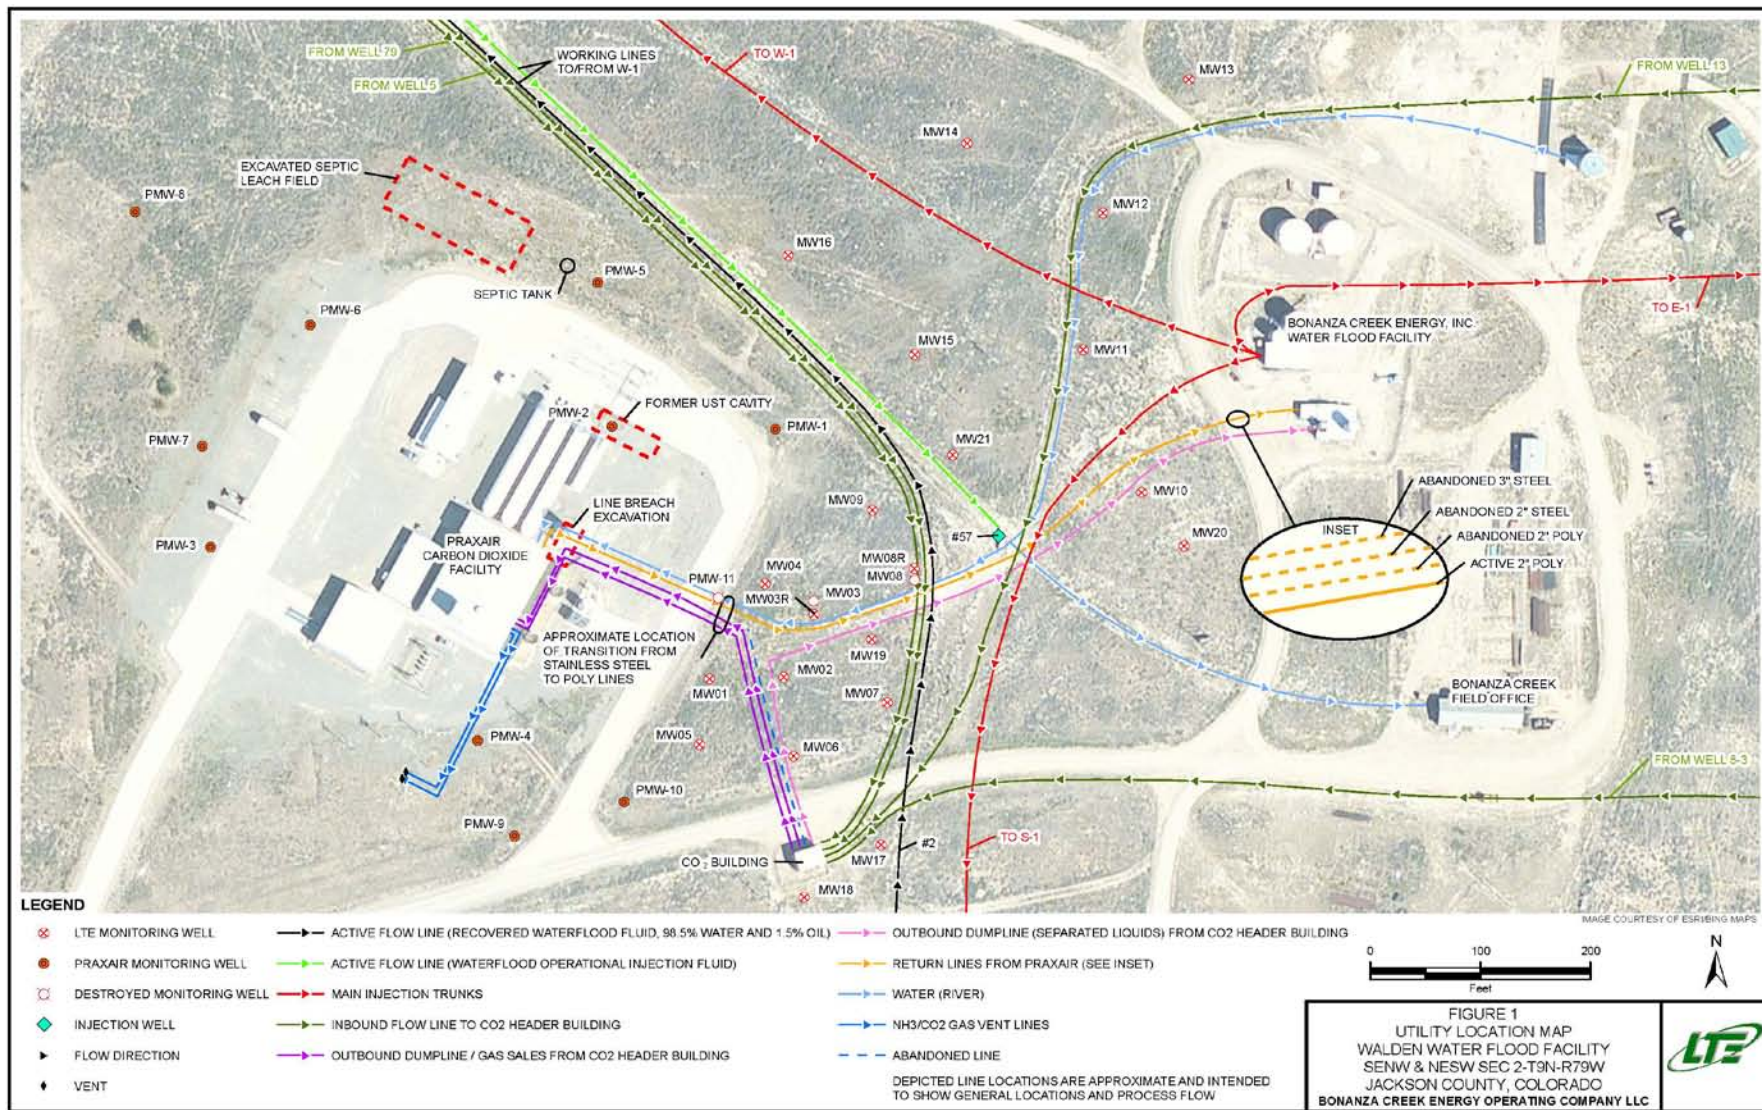 FROM WELL 79
FROM WELL 5
WORKING LINES
TO/FROM W-1
TO W-1
MW13
FROM WELL 13
MW14
EXCAVATED SEPTIC
LEACH FIELD
PMW-8
MW12
MW16
PMW-5
SEPTIC TANK
PMW-6
TO E-1
BONANZA CREEK ENERGY, INC.
WATER FLOOD FACILITY
MW15
MW11
FORMER UST CAVITY
PMW-2
PMW-1
PMW-7
MW21
MW10
MW09
LINE BREACH
EXCAVATION
ABANDONED 3" STEEL
ABANDONED 2" STEEL
ABANDONED 2" POLY
ACTIVE 2" POLY
INSET
#57
MW20
PMW-3
PRAXAIR
CARBON DIOXIDE
FACILITY
MW08R
MW08
MW04
PMW-11
MW03
MW03R
APPROXIMATE LOCATION
OF TRANSITION FROM
STAINLESS STEEL
TO POLY LINES
MW19
MW02
MW01
MW07
BONANZA CREEK
FIELD OFFICE
PMW-4
MW05
MW06
FROM WELL 8-3
PMW-10
PMW-9
TO S-1
#2
MW17
CO2 BUILDING
MW18
IMAGE COURTESY OF ESRI/BING MAPS
LEGEND
LTE MONITORING WELL
PRAXAIR MONITORING WELL
DESTROYED MONITORING WELL
INJECTION WELL
FLOW DIRECTION
VENT
ACTIVE FLOW LINE (RECOVERED WATERFLOOD FLUID, 98.5% WATER AND 1.5% OIL)
ACTIVE FLOW LINE (WATERFLOOD OPERATIONAL INJECTION FLUID)
MAIN INJECTION TRUNKS
INBOUND FLOW LINE TO CO2 HEADER BUILDING
OUTBOUND DUMPLINE / GAS SALES FROM CO2 HEADER BUILDING
OUTBOUND DUMPLINE (SEPARATED LIQUIDS) FROM CO2 HEADER BUILDING
RETURN LINES FROM PRAXAIR (SEE INSET)
WATER (RIVER)
NH3/CO2 GAS VENT LINES
ABANDONED LINE
DEPICTED LINE LOCATIONS ARE APPROXIMATE AND INTENDED
TO SHOW GENERAL LOCATIONS AND PROCESS FLOW
0 100 200
Feet
N
FIGURE 1
UTILITY LOCATION MAP
WALDEN WATER FLOOD FACILITY
SENW & NESW SEC 2-T9N-R79W
JACKSON COUNTY, COLORADO
BONANZA CREEK ENERGY OPERATING COMPANY LLC
LTE